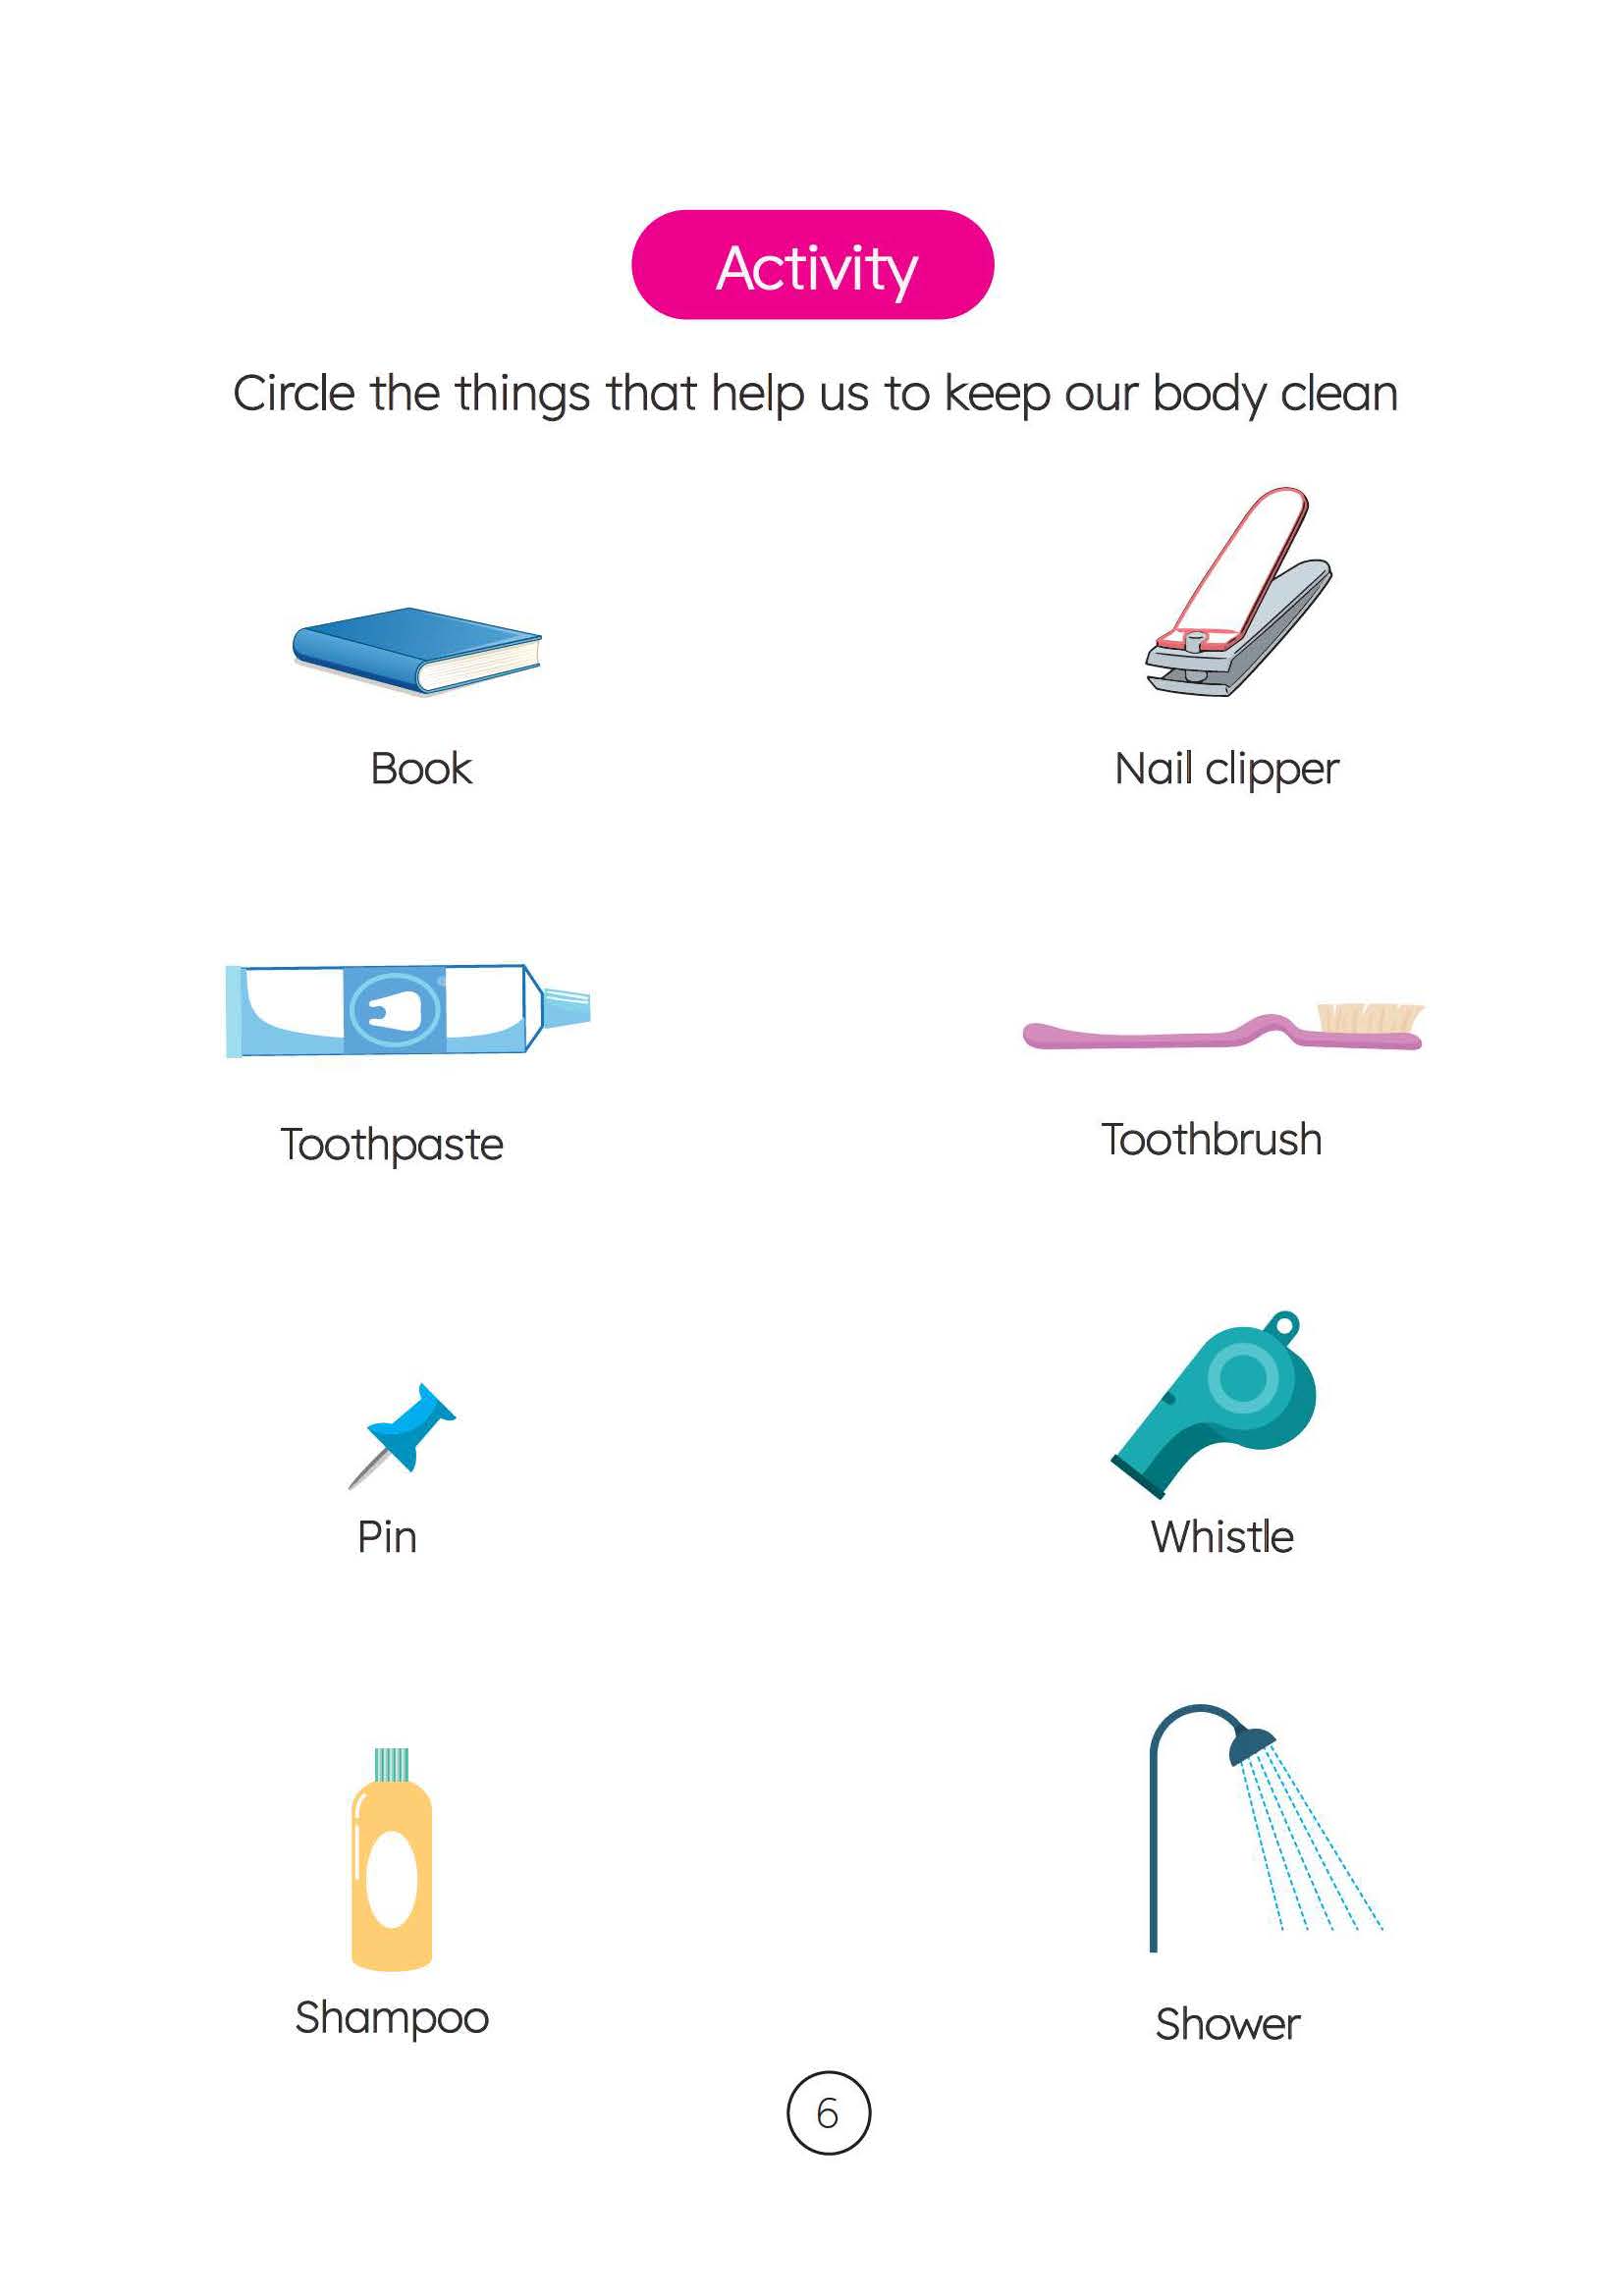 Activity
Circle the things that help us to keep our body clean
Book
Nail clipper
Toothpaste
Toothbrush
Pin
Whistle
Shampoo
Shower
6